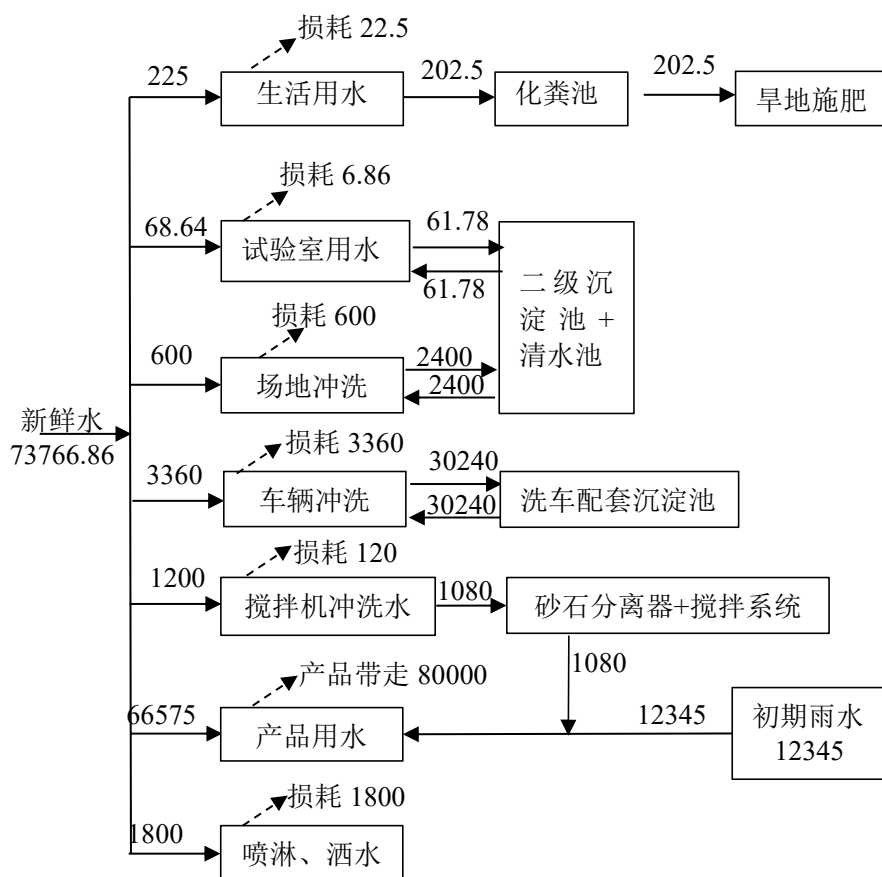 损耗 22.5
225
生活用水
202.5
化粪池
202.5
旱地施肥
损耗 6.86
68.64
试验室用水
61.78
61.78
二级沉
淀池+
清水池
损耗 600
600
场地冲洗
2400
2400
新鲜水
73766.86
损耗 3360
3360
车辆冲洗
30240
30240
洗车配套沉淀池
损耗 120
1200
搅拌机冲洗水
1080
砂石分离器+搅拌系统
1080
产品带走 80000
66575
产品用水
12345
初期雨水
12345
损耗 1800
1800
喷淋、洒水